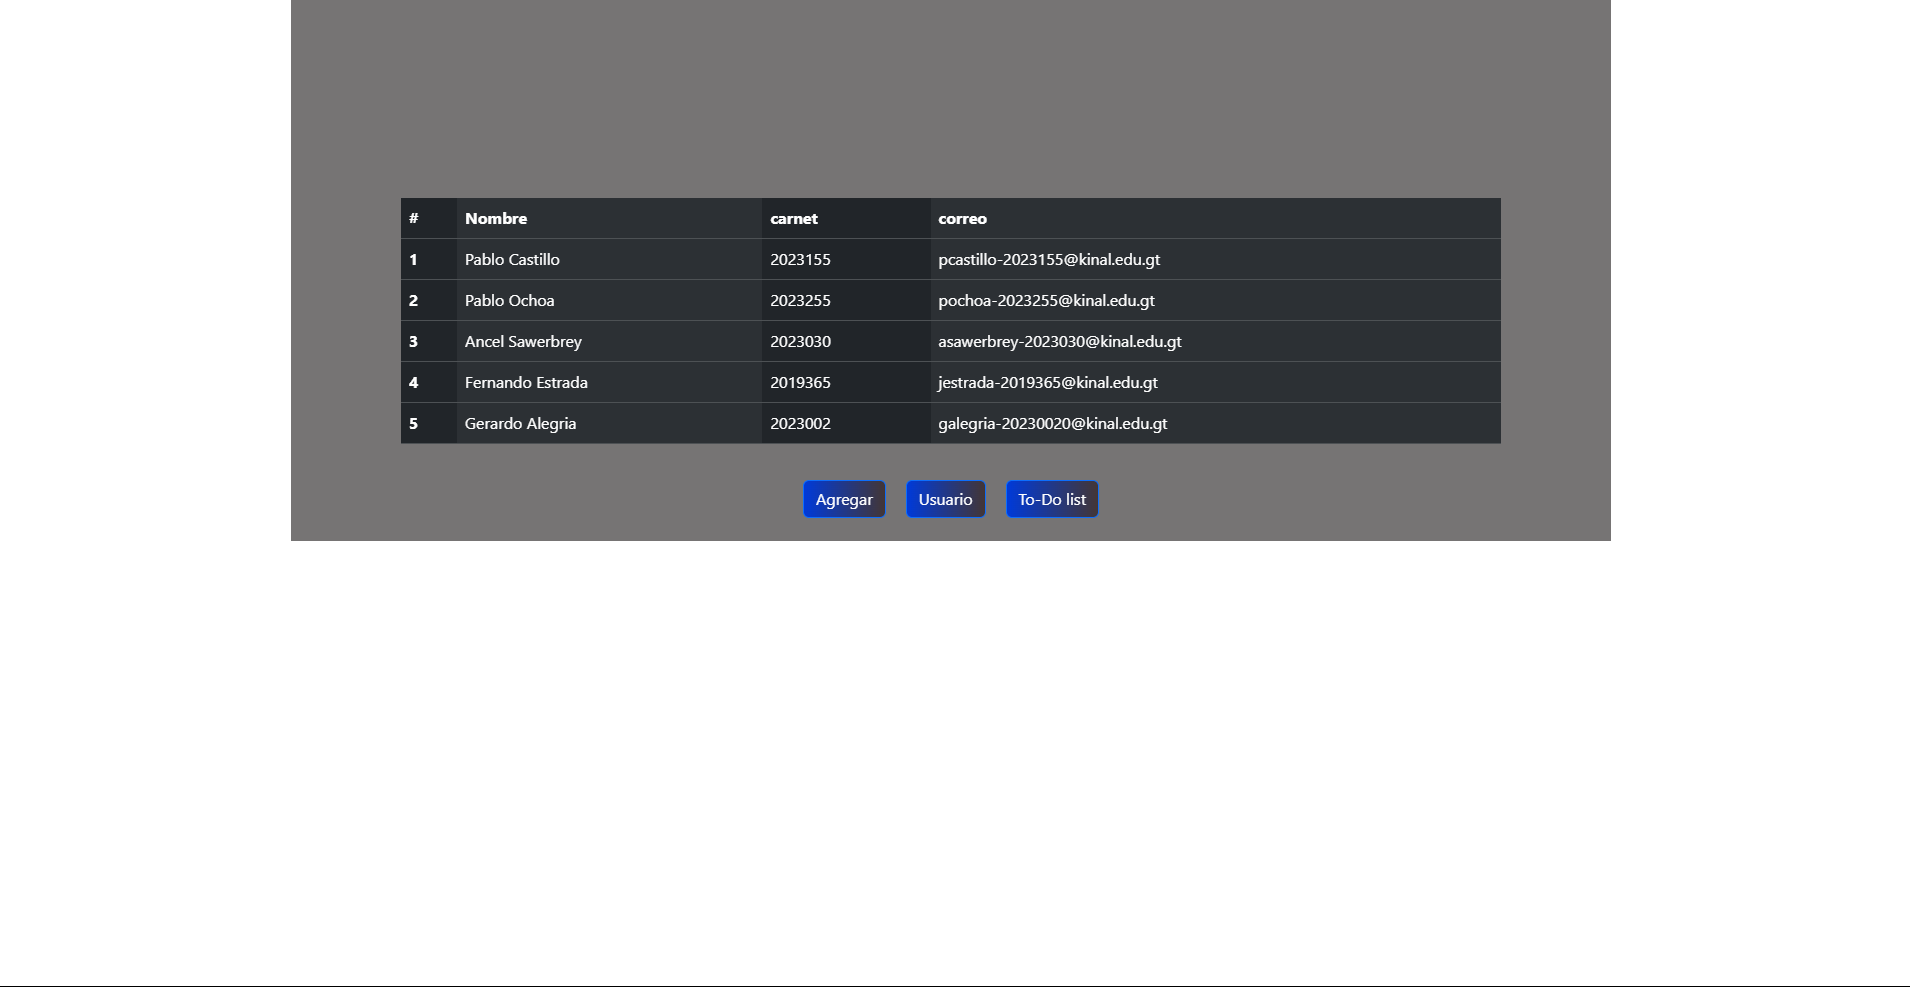 # Nombre carnet correo
1 Pablo Castillo 2023155 pcastillo-2023155@kinal.edu.gt
2 Pablo Ochoa 2023255 pochoa-2023255@kinal.edu.gt
3 Ancel Sawerbrey 2023030 asawerbrey-2023030@kinal.edu.gt
4 Fernando Estrada 2019365 jestrada-2019365@kinal.edu.gt
5 Gerardo Alegria 2023002 galegria-20230020@kinal.edu.gt
Agregar Usuario To-Do list